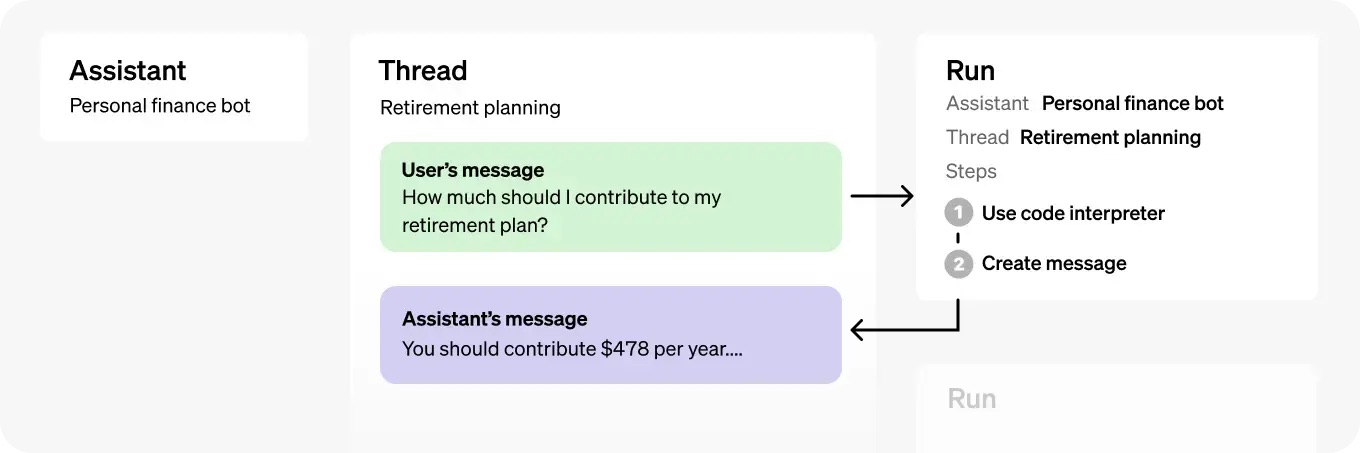 Assistant
Personal finance bot
Thread
Retirement planning
User’s message
How much should I contribute to my
retirement plan?
Assistant’s message
You should contribute $478 per year....
Run
Assistant Personal finance bot
Thread Retirement planning
Steps
1 Use code interpreter
2 Create message
Run